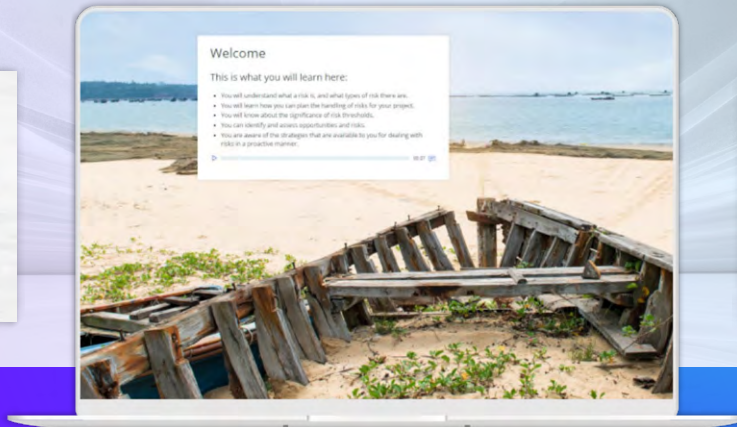 Welcome
This is what you will learn here:
• You will understand what a risk is, and what types of risk there are.
• You will learn how you can plan the handling of risks for your project.
• You will know about the significance of risk thresholds.
• You can identify and assess opportunities and risks.
• You are aware of the strategies that are available to you for dealing with
risks in a proactive manner.